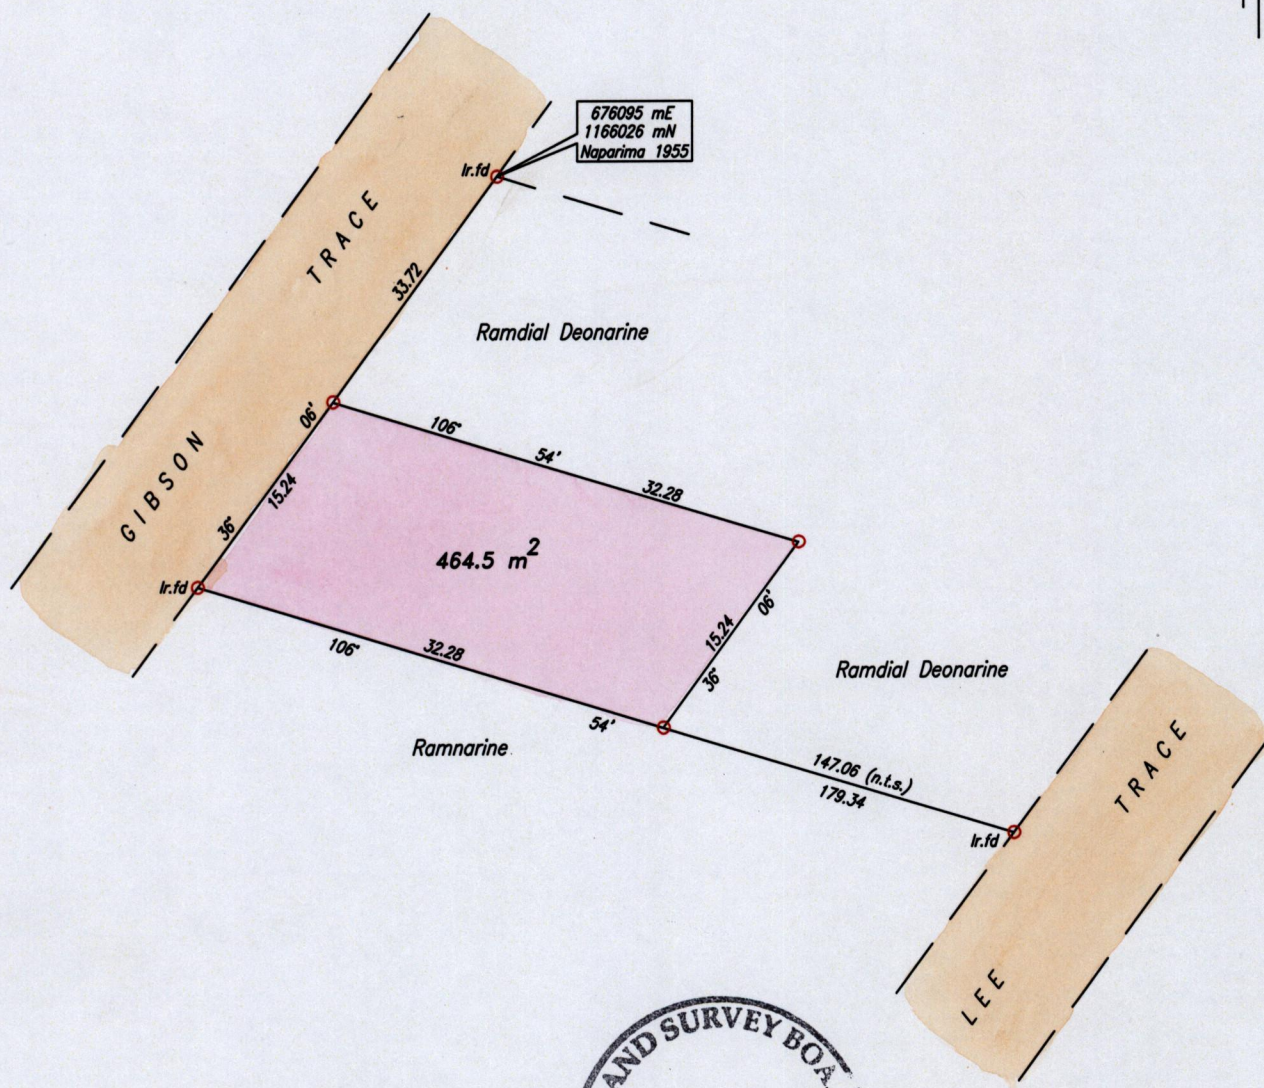 676095 mE
1166026 mN
Naparima 1955
Ir.fd
TRACE
33.72
Ramdial Deonarine
06'
106°
54'
32.28
GIBSON
15.24
36°
464.5 m²
Ir.fd
106°
32.28
54'
15.24
06'
36°
Ramdial Deonarine
Ramnarine
147.06 (n.t.s.)
179.34
TRACE
Ir.fd
LEE
AND SURVEY BOA